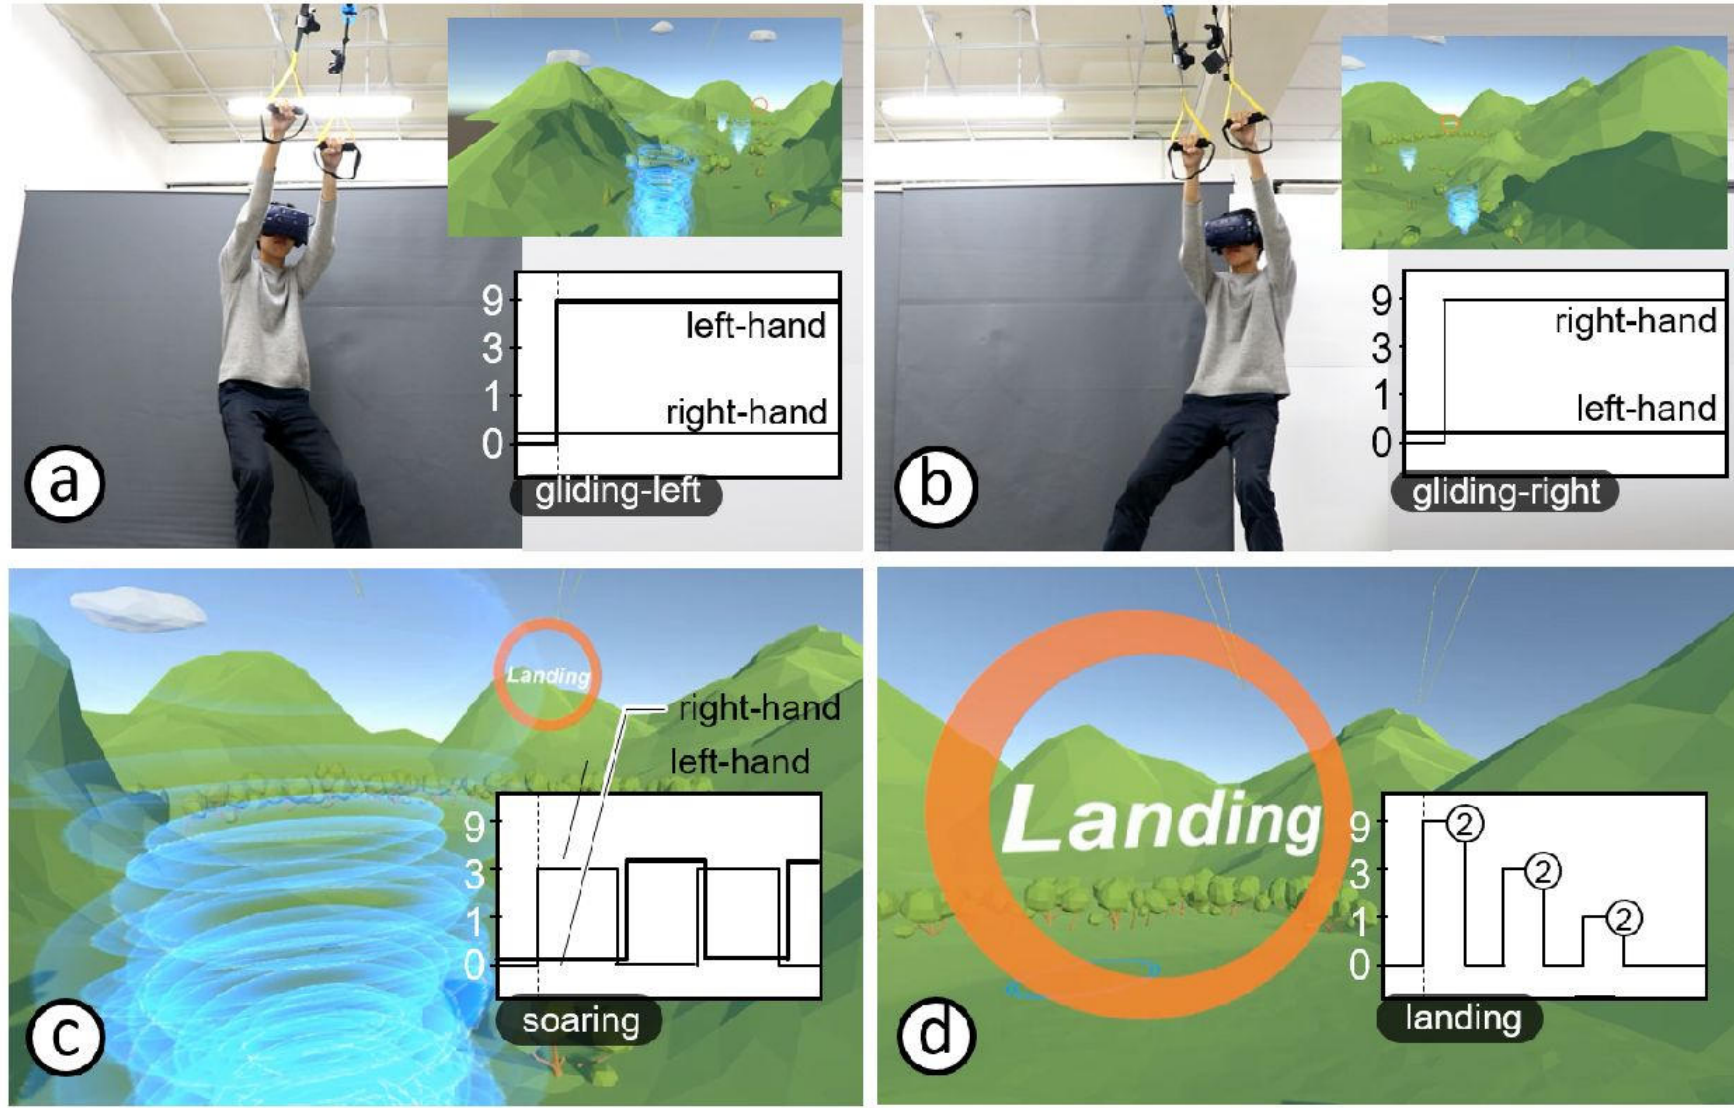 9
left-hand
3
1
right-hand
0
gliding-left
a
9
right-hand
3
1
left-hand
0
gliding-right
b
Landing
right-hand
left-hand
9
3
1
0
soaring
c
Landing
9
2
3
2
1
2
0
landing
d